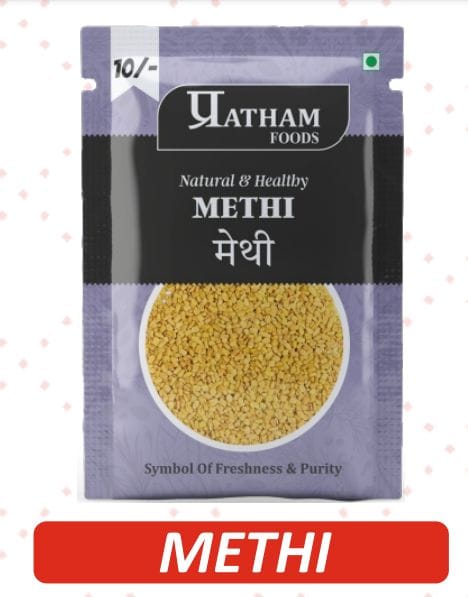 10/-
प्रATHAM
FOODS
Natural & Healthy
METHI
मेथी
Symbol Of Freshness & Purity
METHI